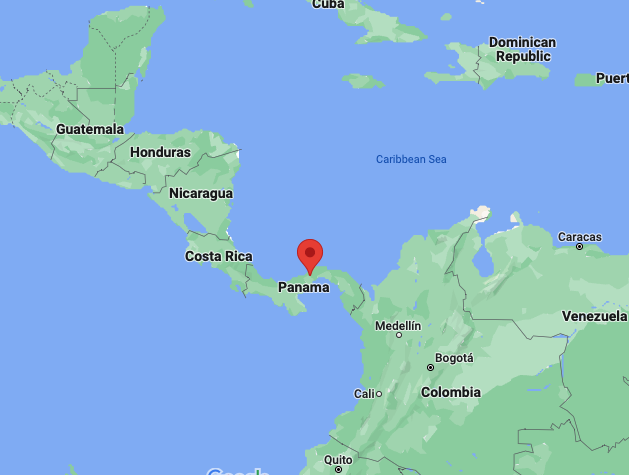 Cuba
Dominican
Republic
Puert
Guatemala
Honduras
Caribbean Sea
Nicaragua
Caracas
Costa Rica
Panama
Venezuela
Medellín
Bogotá
Cali
Colombia
Quito
Google